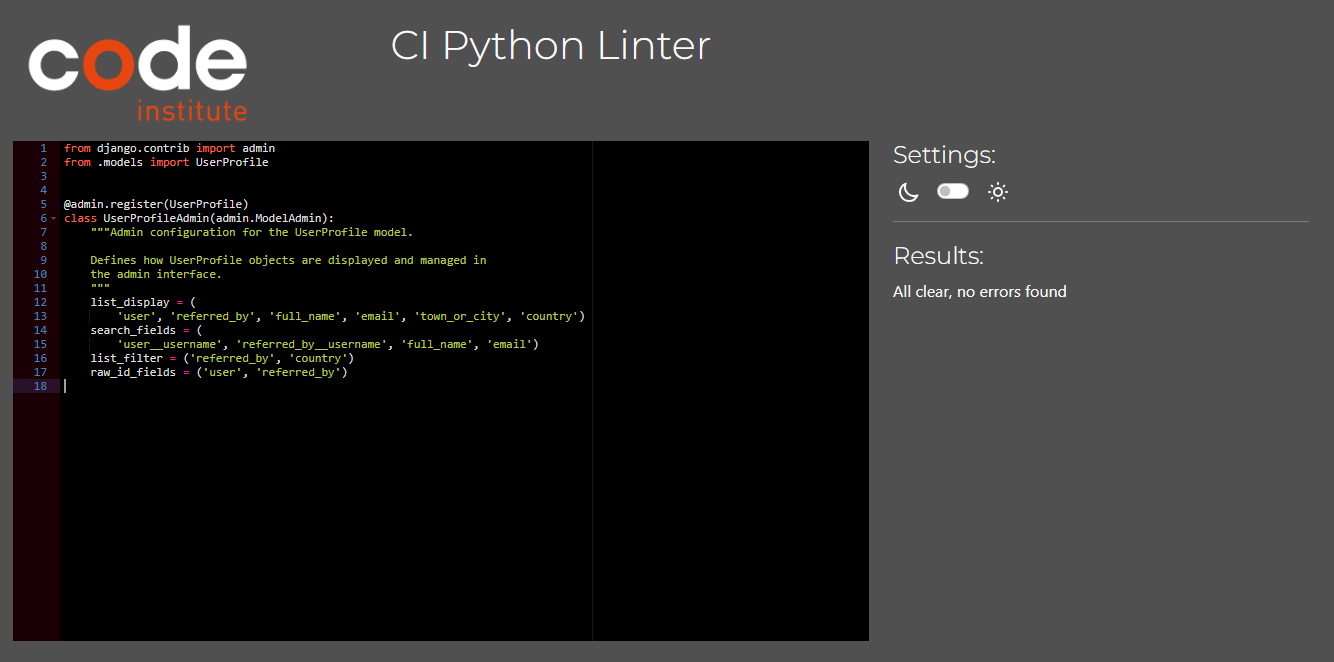 code
institute
CI Python Linter
1 from django.contrib import admin
2 from .models import UserProfile
3
4
5 @admin.register(UserProfile)
6 class UserProfileAdmin(admin.ModelAdmin):
7     """Admin configuration for the UserProfile model.
8
9     Defines how UserProfile objects are displayed and managed in
10     the admin interface.
11     """
12     list_display = (
13         'user', 'referred_by', 'full_name', 'email', 'town_or_city', 'country')
14     search_fields = (
15         'user__username', 'referred_by__username', 'full_name', 'email')
16     list_filter = ('referred_by', 'country')
17     raw_id_fields = ('user', 'referred_by')
18
Settings:
Results:
All clear, no errors found